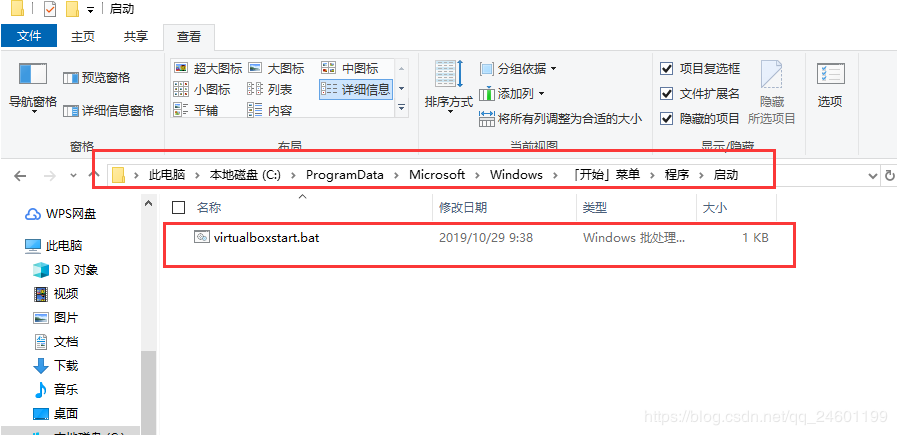 启动
文件 主页 共享 查看
导航窗格 预览窗格 详细信息窗格
窗格
超大图标 大图标 中图标
小图标 列表 详细信息
平铺 内容
布局
排序方式 分组依据 添加列 将所有列调整为合适的大小
当前视图
项目复选框 文件扩展名 隐藏的项目
隐藏 所选项目
显示/隐藏
选项
此电脑 本地磁盘 (C:) ProgramData Microsoft Windows 「开始」菜单 程序 启动
名称 修改日期 类型 大小
virtualboxstart.bat 2019/10/29 9:38 Windows 批处理... 1 KB
WPS网盘
此电脑
3D 对象
视频
图片
文档
下载
音乐
桌面
本地磁盘 (C:)
https://blog.csdn.net/qq_24601199